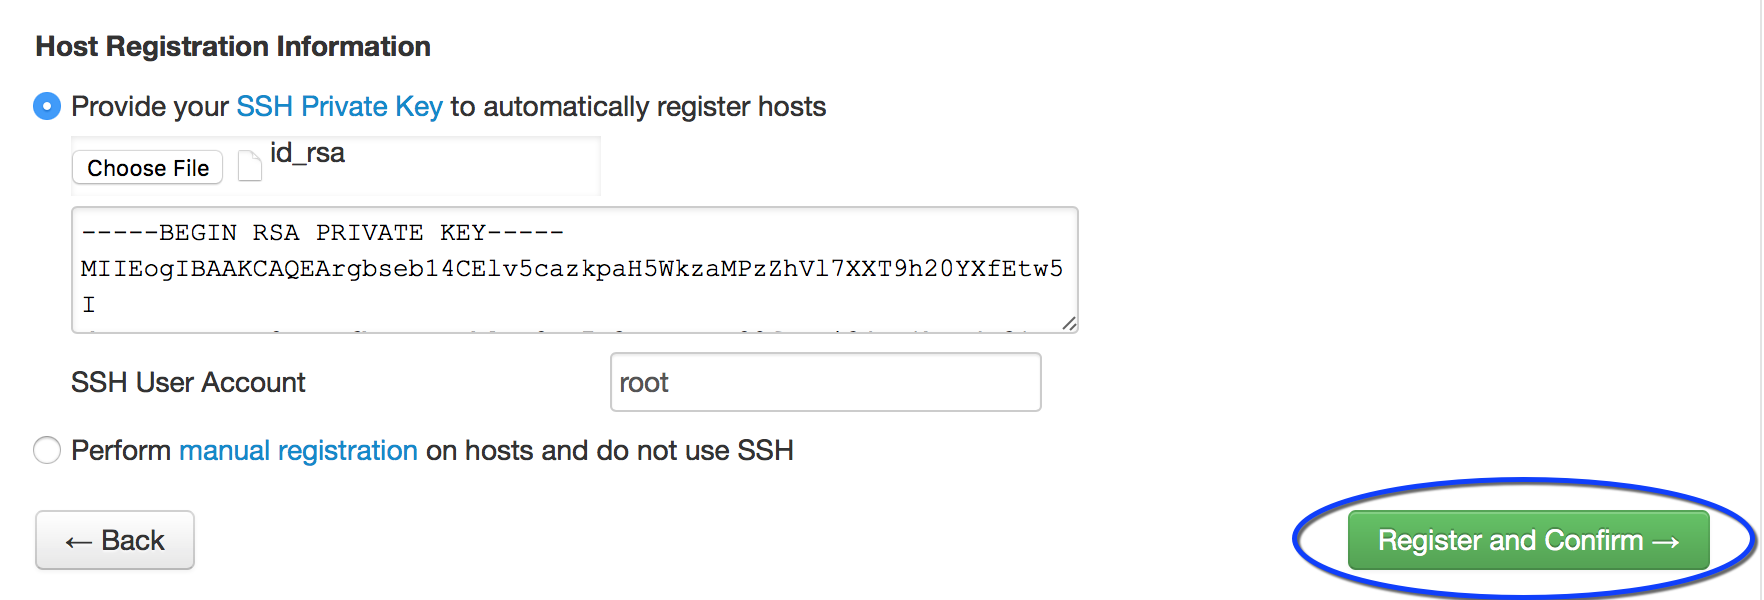 Host Registration Information
Provide your SSH Private Key to automatically register hosts
Choose File id_rsa
-----BEGIN RSA PRIVATE KEY-----
MIIEogIBAAKCAQEArgbseb14CElv5cazkpaH5WkzaMPzZhVl7XXT9h20YXfEtw5
I
SSH User Account root
Perform manual registration on hosts and do not use SSH
← Back
Register and Confirm →